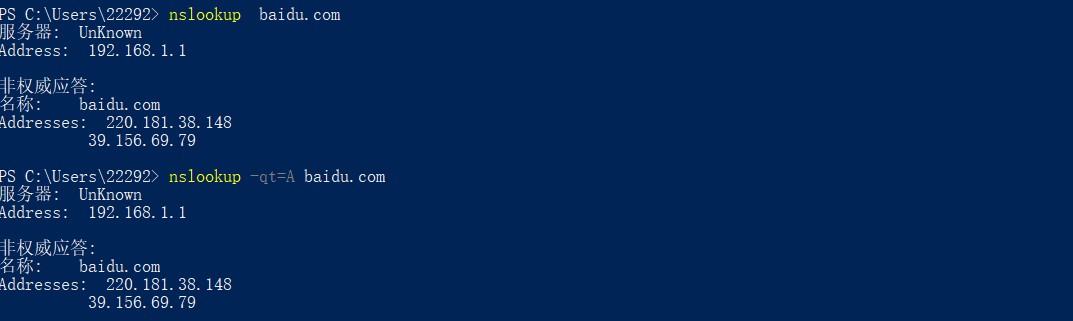 PS C:\Users\22292> nslookup  baidu.com
服务器:  UnKnown
Address:  192.168.1.1
非权威应答:
名称:    baidu.com
Addresses:  220.181.38.148
39.156.69.79
PS C:\Users\22292> nslookup -qt=A baidu.com
服务器:  UnKnown
Address:  192.168.1.1
非权威应答:
名称:    baidu.com
Addresses:  220.181.38.148
39.156.69.79